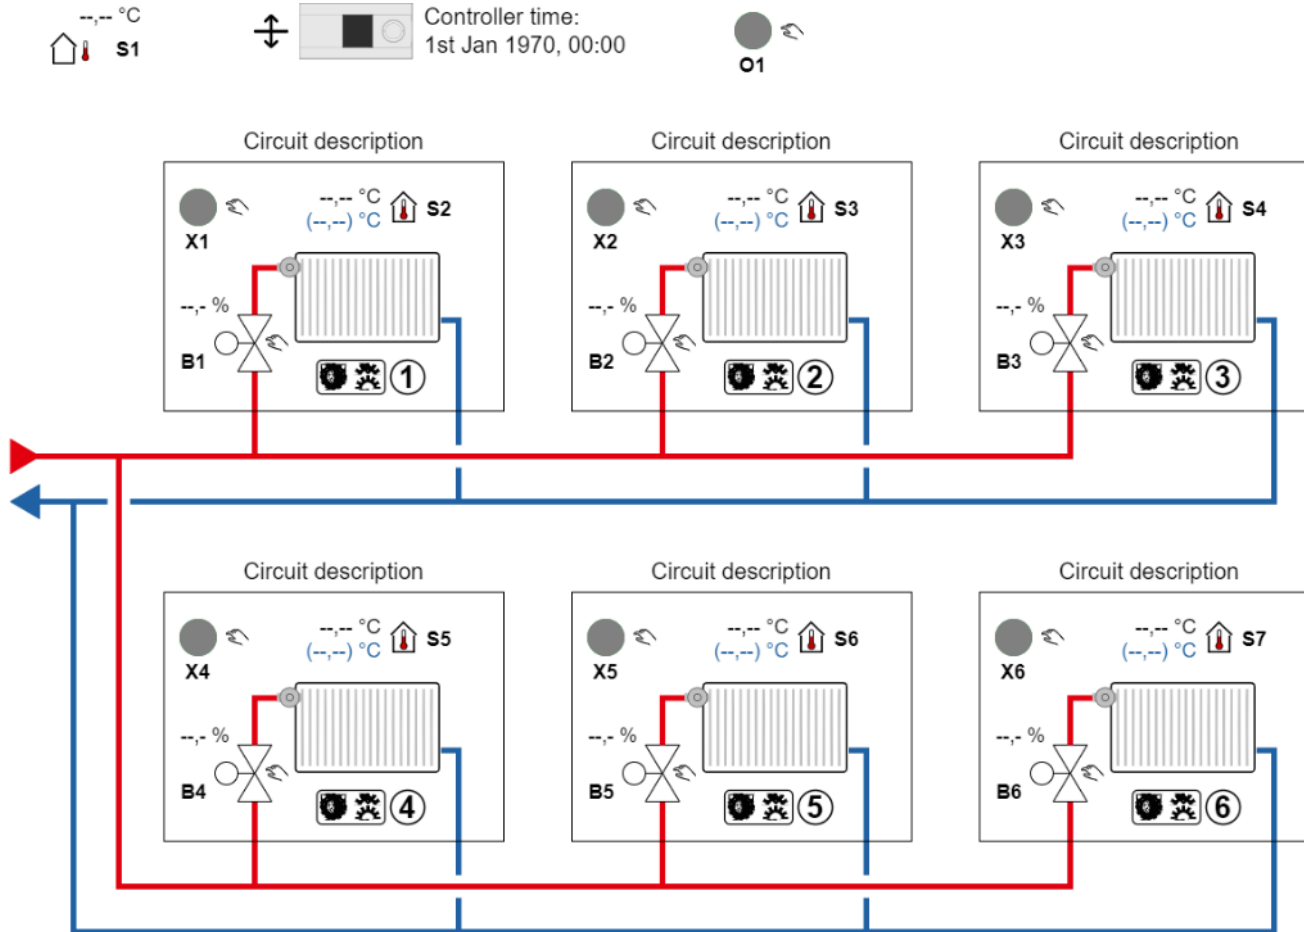 --,-- °C
S1
Controller time:
1st Jan 1970, 00:00
O1
Circuit description
X1
--,-- °C
(--,--) °C
S2
--,- %
B1
1
Circuit description
X2
--,-- °C
(--,--) °C
S3
--,- %
B2
2
Circuit description
X3
--,-- °C
(--,--) °C
S4
--,- %
B3
3
Circuit description
X4
--,-- °C
(--,--) °C
S5
--,- %
B4
4
Circuit description
X5
--,-- °C
(--,--) °C
S6
--,- %
B5
5
Circuit description
X6
--,-- °C
(--,--) °C
S7
--,- %
B6
6